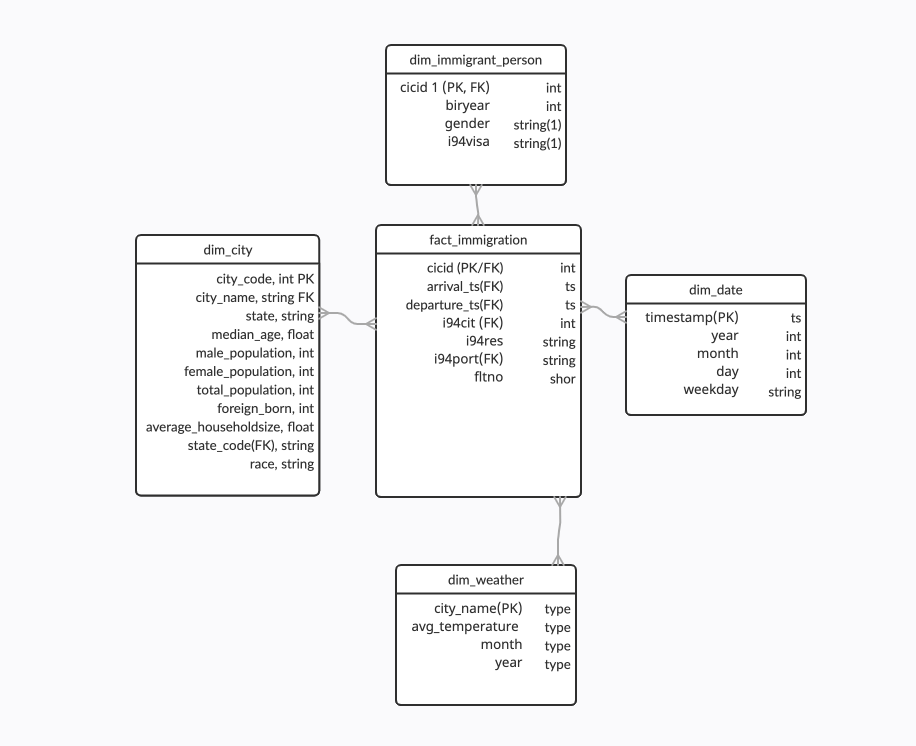 dim_immigrant_person
cicid 1 (PK, FK) int
biryear int
gender string(1)
i94visa string(1)
dim_city
city_code, int PK
city_name, string FK
state, string
median_age, float
male_population, int
female_population, int
total_population, int
foreign_born, int
average_householdsize, float
state_code(FK), string
race, string
fact_immigration
cicid (PK/FK) int
arrival_ts(FK) ts
departure_ts(FK) ts
i94cit (FK) int
i94res string
i94port(FK) string
fltno shor
dim_date
timestamp(PK) ts
year int
month int
day int
weekday string
dim_weather
city_name(PK) type
avg_temperature type
month type
year type